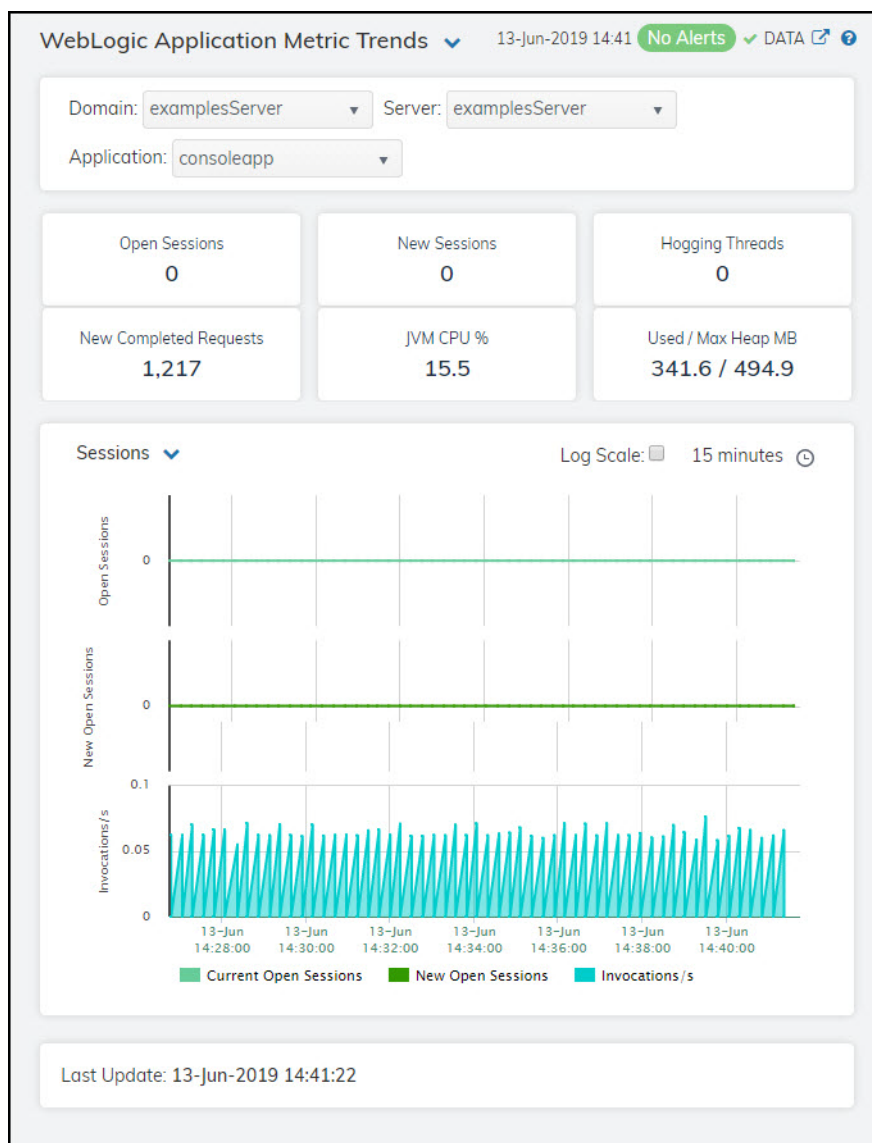 WebLogic Application Metric Trends 13-Jun-2019 14:41 No Alerts DATA
Domain: examplesServer Server: examplesServer
Application: consoleapp
Open Sessions New Sessions Hogging Threads
0 0 0
New Completed Requests JVM CPU % Used / Max Heap MB
1,217 15.5 341.6 / 494.9
Sessions Log Scale: 15 minutes
Open Sessions
0
New Open Sessions
0
Invocations/s
0.1
0.05
0
13-Jun 13-Jun 13-Jun 13-Jun 13-Jun 13-Jun 13-Jun
14:28:00 14:30:00 14:32:00 14:34:00 14:36:00 14:38:00 14:40:00
Current Open Sessions New Open Sessions Invocations/s
Last Update: 13-Jun-2019 14:41:22